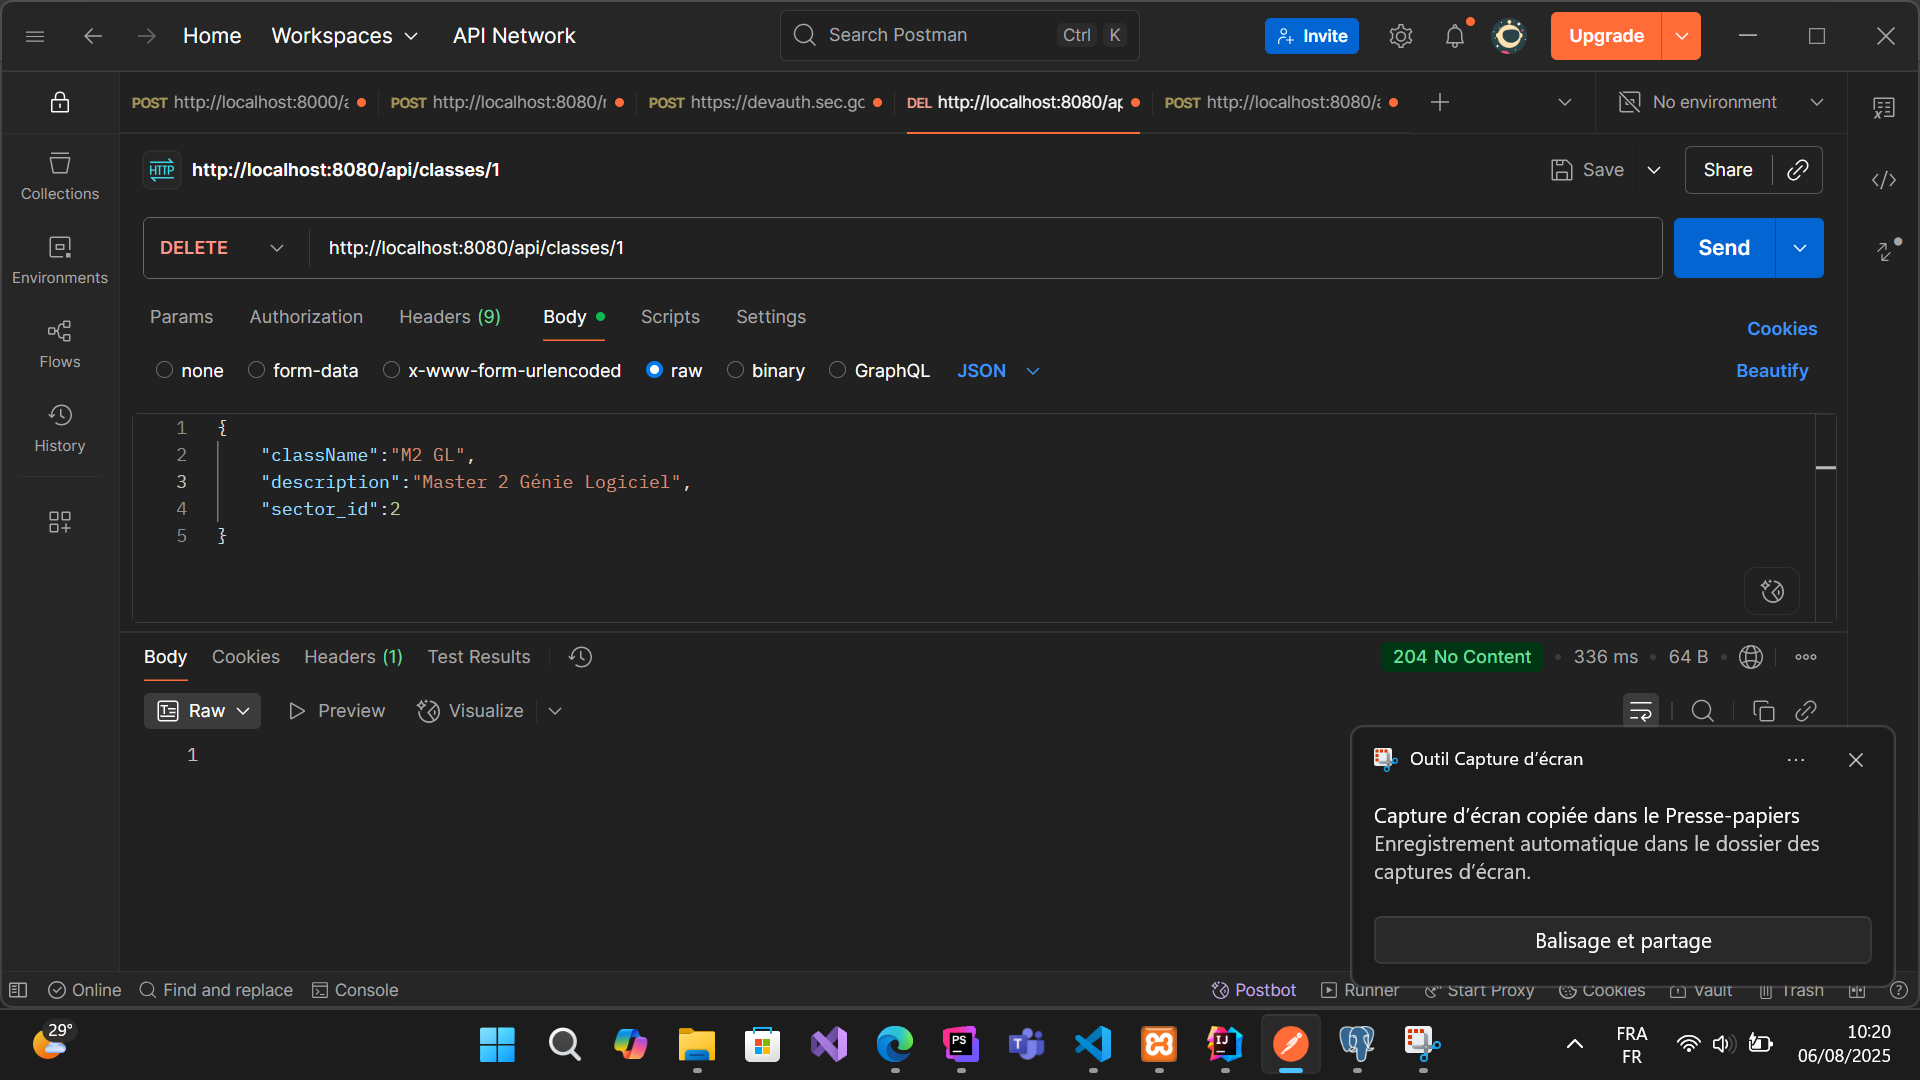 Home Workspaces API Network Search Postman Ctrl K Invite Upgrade
POST http://localhost:8000/a POST http://localhost:8080/r POST https://devauth.sec.gc DEL http://localhost:8080/ap POST http://localhost:8080/a No environment
HTTP http://localhost:8080/api/classes/1 Save Share
DELETE http://localhost:8080/api/classes/1 Send
Params Authorization Headers (9) Body Scripts Settings Cookies
none form-data x-www-form-urlencoded raw binary GraphQL JSON Beautify
Collections
Environments
Flows
History
1 {
2 "className":"M2 GL",
3 "description":"Master 2 Génie Logiciel",
4 "sector_id":2
5 }
Body Cookies Headers (1) Test Results 204 No Content 336 ms 64 B
Raw Preview Visualize
1
Outil Capture d'écran
Capture d'écran copiée dans le Presse-papiers
Enregistrement automatique dans le dossier des
captures d'écran.
Balisage et partage
Online Find and replace Console Postbot Runner Start Proxy Cookies Vault Trash
29°
PS
T
IJ
FRA
FR
10:20
06/08/2025